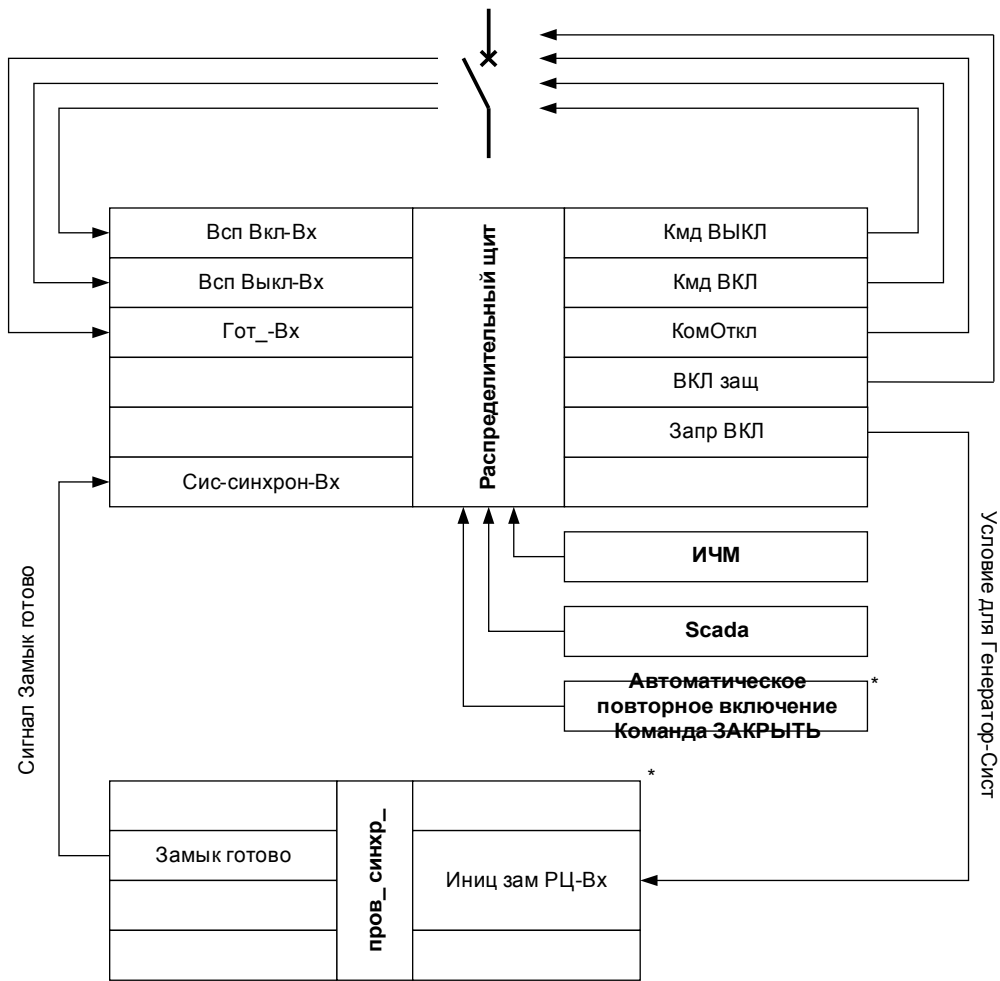 Всп Вкл-Вх
Всп Выкл-Вх
Гот_-Вх
Сис-синхрон-Вх
Распределительный щит
Кмд ВЫКЛ
Кмд ВКЛ
КомОткл
ВКЛ защ
Запр ВКЛ
ИЧМ
Scada
Автоматическое
повторное включение
Команда ЗАКРЫТЬ
*
Сигнал Замык готово
Условие для Генератор-Сист
*
Замык готово
пров_ синхр_
Иниц зам РЦ-Вх